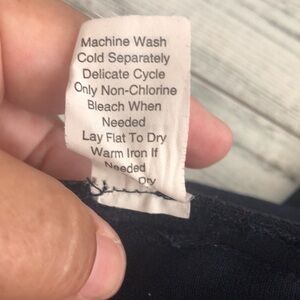 Machine Wash
Cold Separately
Delicate Cycle
Only Non-Chlorine
Bleach When
Needed
Lay Flat To Dry
Warm Iron If
Needed
Dry